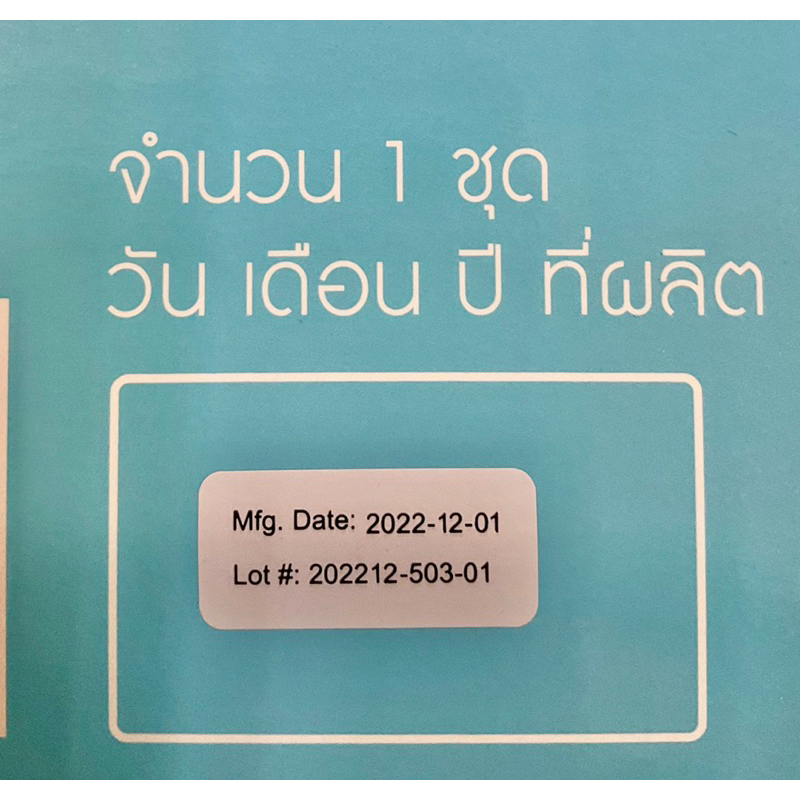 จำนวน 1 ชุด
วัน เดือน ปี ที่ผลิต
Mfg. Date: 2022-12-01
Lot #: 202212-503-01